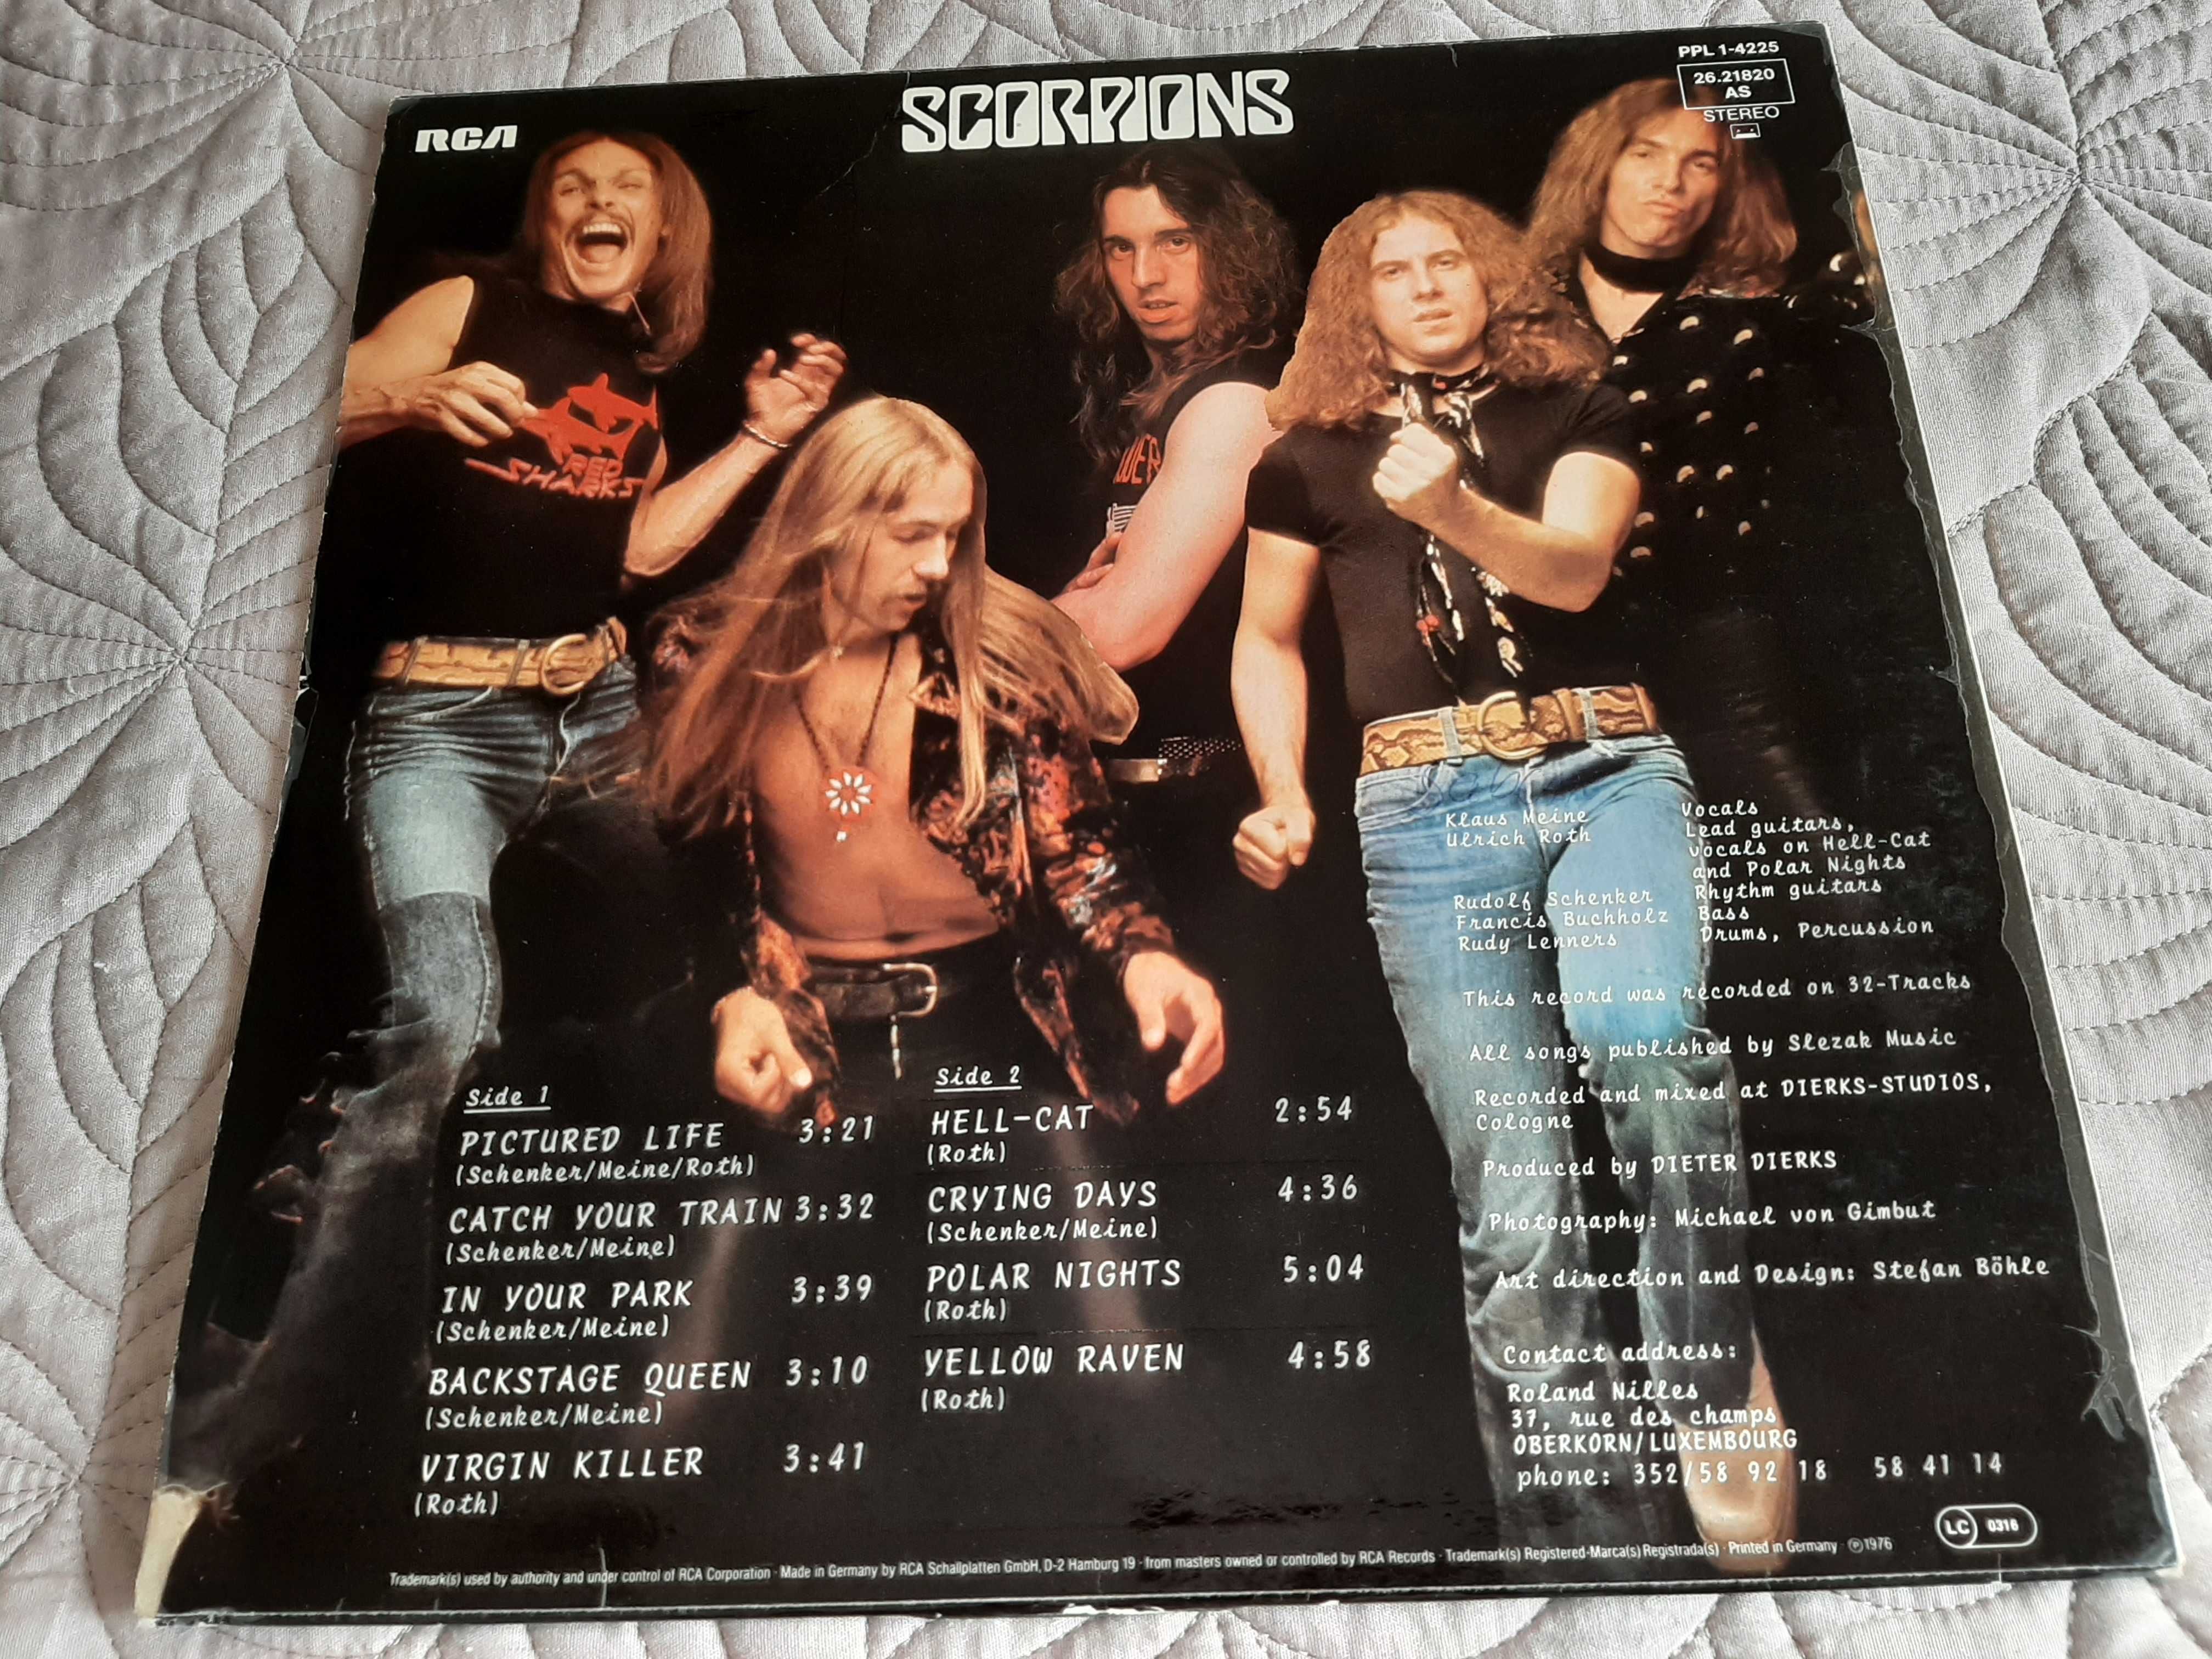 RCA
SCORPIONS
PPL 1-4225
26.21820
AS
STEREO
RED
SHARKS
Klaus Meine Vocals
Ulrich Roth Lead guitars,
vocals on Hell-Cat
and Polar Nights
Rudolf Schenker Rhythm guitars
Francis Buchholz Bass
Rudy Lenners Drums, Percussion
This record was recorded on 32-Tracks
All songs published by Slezak Music
Recorded and mixed at DIERKS-STUDIOS,
Cologne
Produced by DIETER DIERKS
Photography: Michael von Gimbut
Art direction and Design: Stefan Böhle
Contact address:
Roland Nilles
37, rue des champs
OBERKORN/LUXEMBOURG
phone: 352/58 92 18 58 41 14
Side 1
PICTURED LIFE 3:21
(Schenker/Meine/Roth)
CATCH YOUR TRAIN 3:32
(Schenker/Meine)
IN YOUR PARK 3:39
(Schenker/Meine)
BACKSTAGE QUEEN 3:10
(Schenker/Meine)
VIRGIN KILLER 3:41
(Roth)
Side 2
HELL-CAT 2:54
(Roth)
CRYING DAYS 4:36
(Schenker/Meine)
POLAR NIGHTS 5:04
(Roth)
YELLOW RAVEN 4:58
(Roth)
LC 0316
Trademark(s) used by authority and under control of RCA Corporation · Made in Germany by RCA Schallplatten GmbH, D-2 Hamburg 19 · from masters owned or controlled by RCA Records · Trademark(s) Registered-Marca(s) Registrada(s) · Printed in Germany · ℗1976